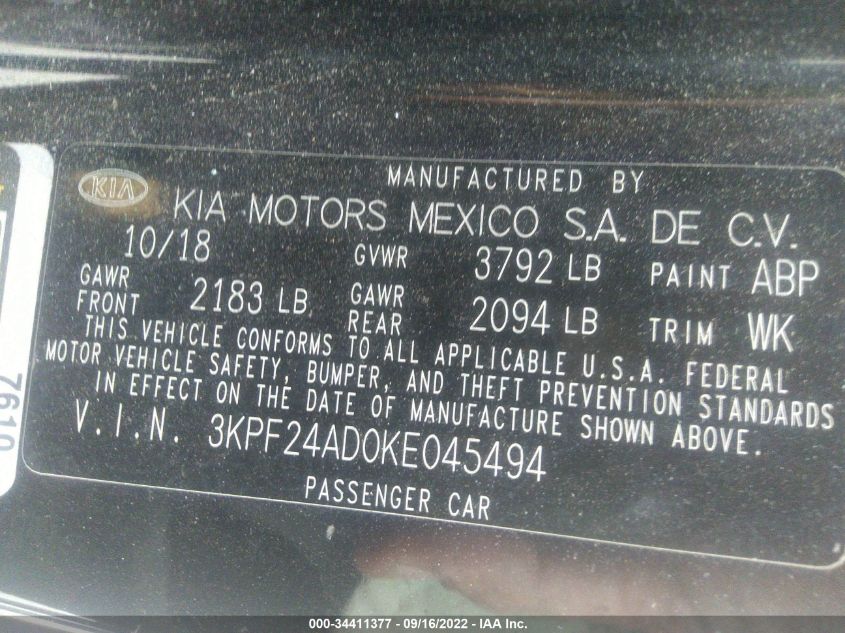 MANUFACTURED BY
KIA KIA MOTORS MEXICO S.A. DE C.V.
10/18 GVWR 3792 LB PAINT ABP
GAWR FRONT 2183 LB GAWR REAR 2094 LB TRIM WK
THIS VEHICLE CONFORMS TO ALL APPLICABLE U.S.A. FEDERAL
MOTOR VEHICLE SAFETY, BUMPER, AND THEFT PREVENTION STANDARDS
IN EFFECT ON THE DATE OF MANUFACTURE SHOWN ABOVE.
V.I.N. 3KPF24AD0KE045494
PASSENGER CAR
7610
000-34411377 / 09/16/2022 - IAA Inc.